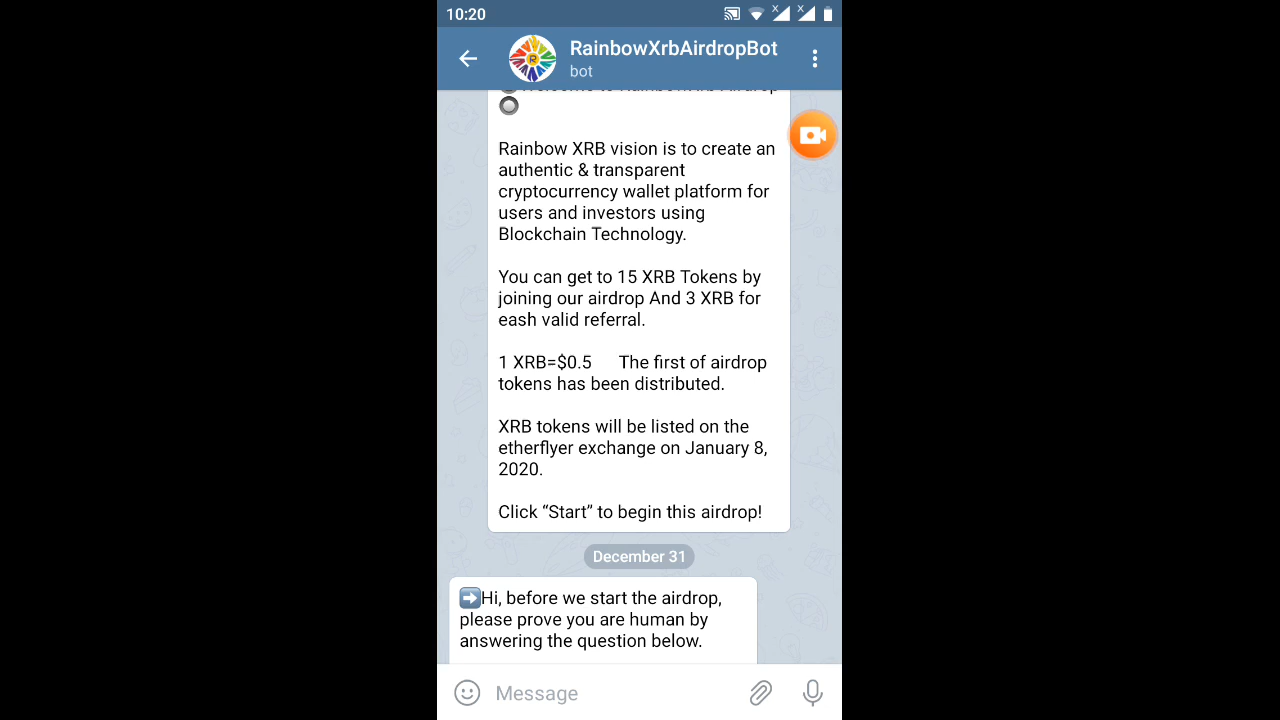 10:20
RainbowXrbAirdropBot
bot
Rainbow XRB vision is to create an
authentic & transparent
cryptocurrency wallet platform for
users and investors using
Blockchain Technology.
You can get to 15 XRB Tokens by
joining our airdrop And 3 XRB for
eash valid referral.
1 XRB=$0.5 The first of airdrop
tokens has been distributed.
XRB tokens will be listed on the
etherflyer exchange on January 8,
2020.
Click “Start” to begin this airdrop!
December 31
➡Hi, before we start the airdrop,
please prove you are human by
answering the question below.
Message